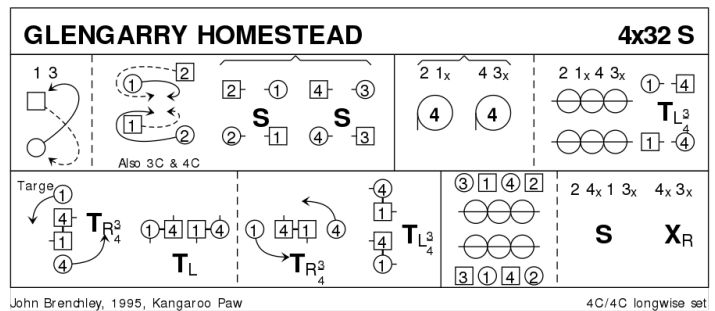 GLENGARRY HOMESTEAD 4x32 S
1 3
1 2
1 2
Also 3C & 4C
2 1 4 3
S S
2 1 4 3
2 1x 4 3x
4 4
2 1x 4 3x
1 4
TL¾
1 4
Targe
1
4
1
4
TR¾
1 4 1 4
TL
1 4 1 4
TR¾
4
1
4
1
TL¾
3 1 4 2
3 1 4 2
2 4x 1 3x 4x 3x
S XR
John Brenchley, 1995, Kangaroo Paw 4C/4C longwise set